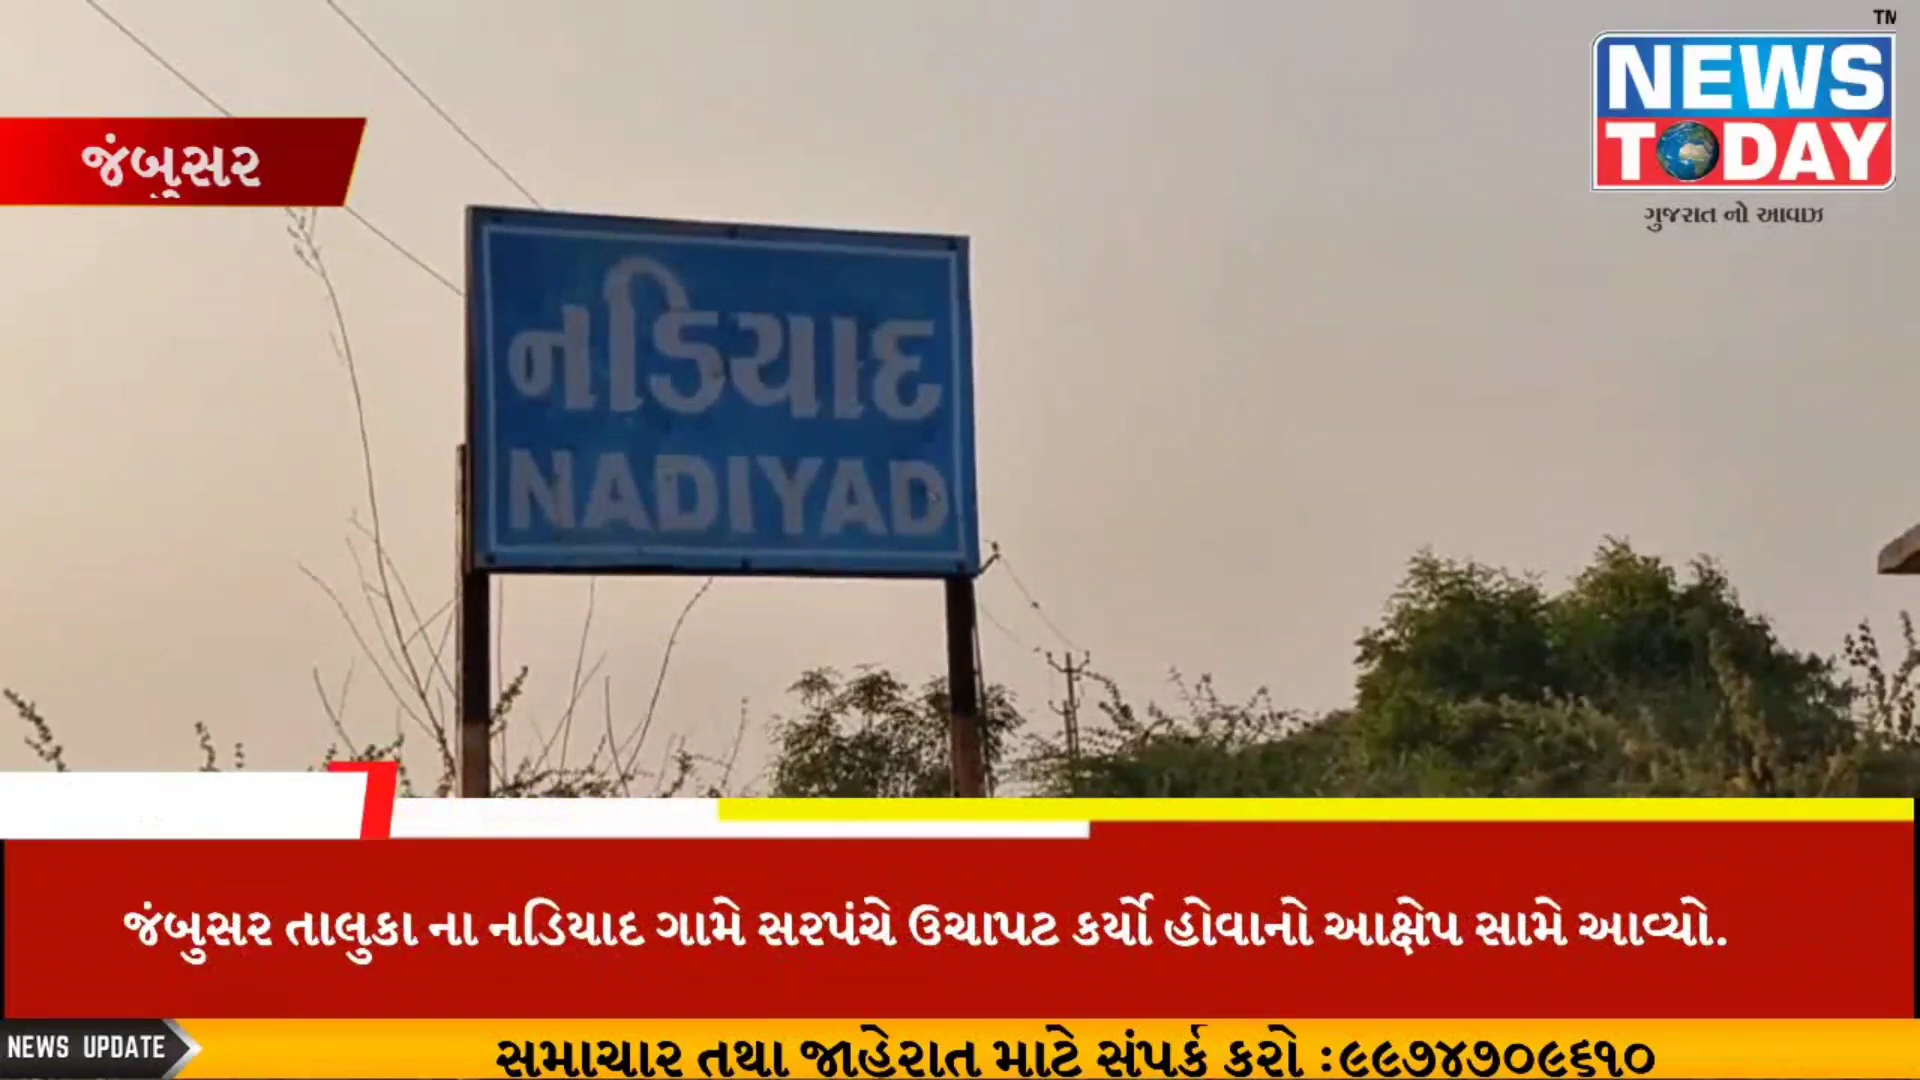 TM
NEWS
TODAY
ગુજરાત નો આવાઝ
જંબુસર
નડિયાદ
NADIYAD
જંબુસર તાલુકા ના નડિયાદ ગામે સરપંચે ઉચાપટ કર્યો હોવાનો આક્ષેપ સામે આવ્યો.
NEWS UPDATE
સમાચાર તથા જાહેરાત માટે સંપર્ક કરો :૯૯૭૪૭૦૯૬૧૦